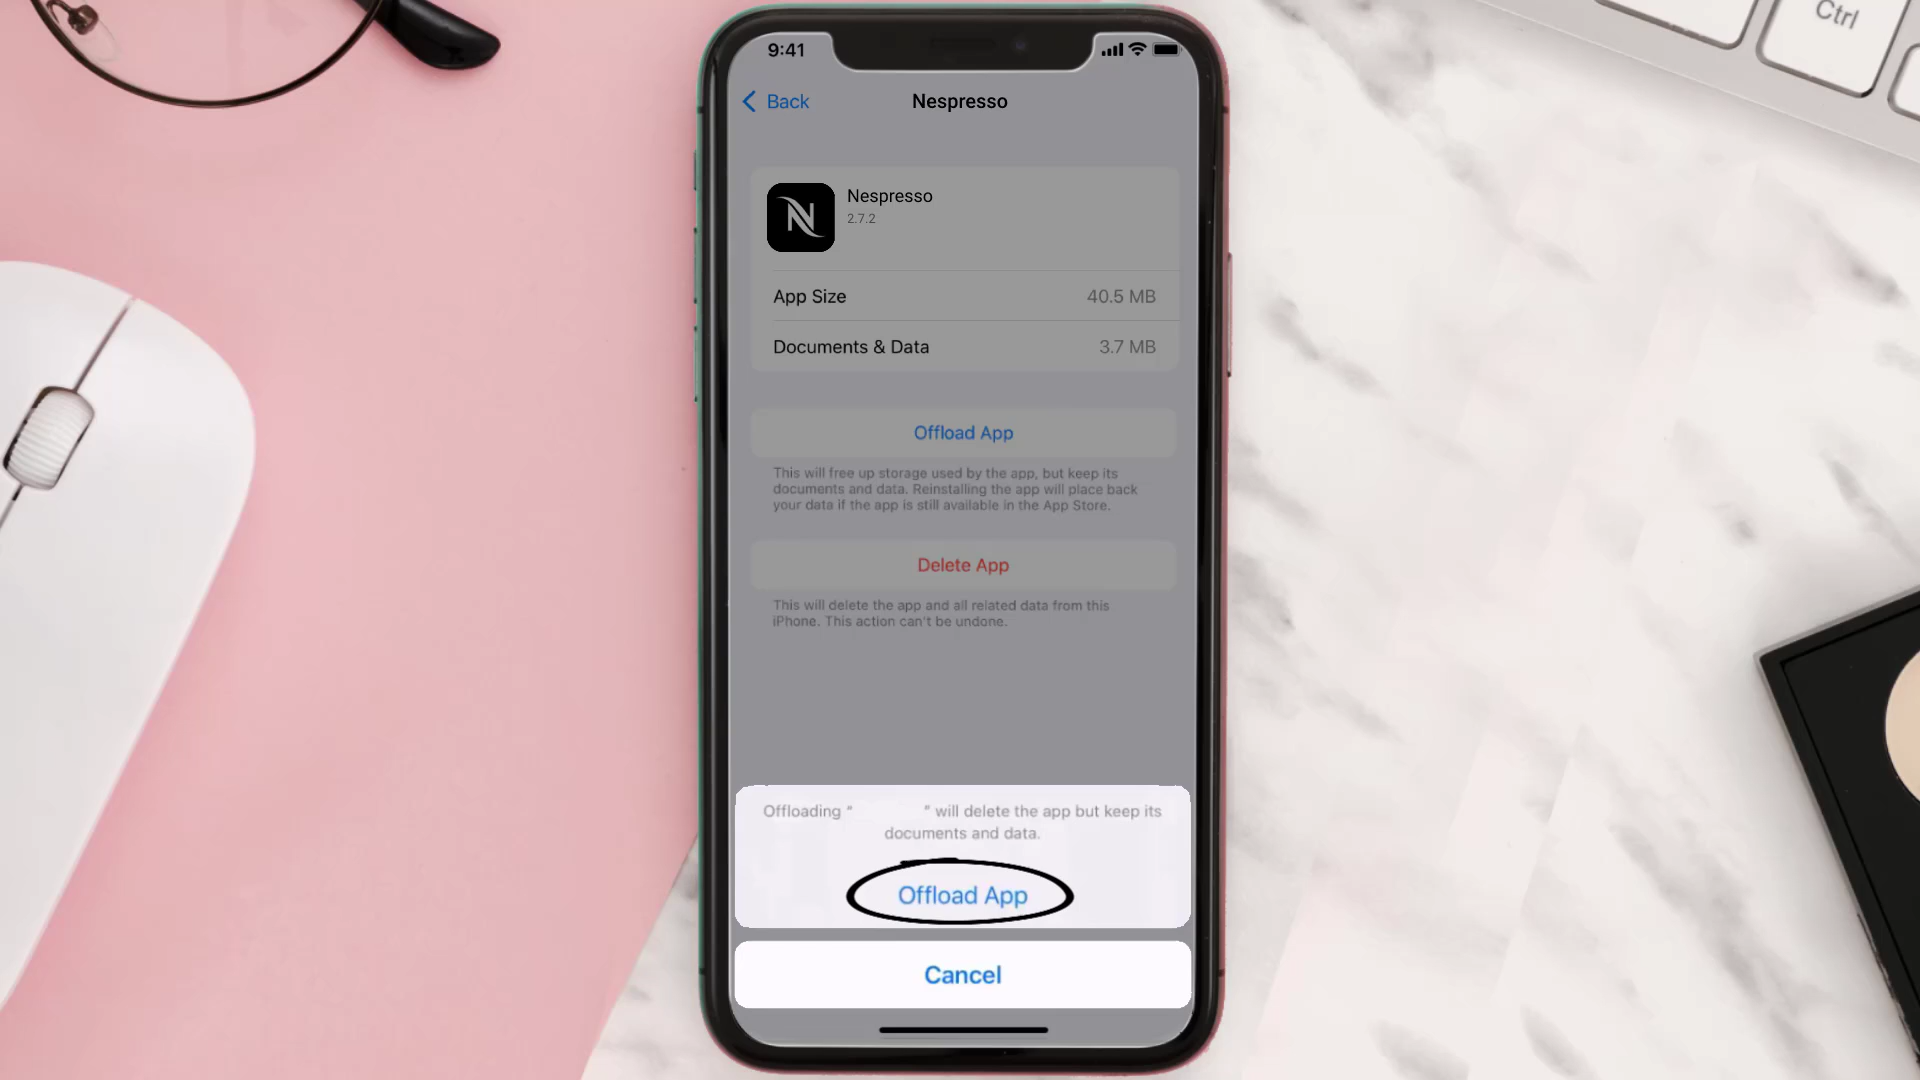 Ctrl
9:41
Back
Nespresso
N
Nespresso
2.7.2
App Size 40.5 MB
Documents & Data 3.7 MB
Offload App
This will free up storage used by the app, but keep its
documents and data. Reinstalling the app will place back
your data if the app is still available in the App Store.
Delete App
This will delete the app and all related data from this
iPhone. This action can't be undone.
Offloading “ ” will delete the app but keep its
documents and data.
Offload App
Cancel